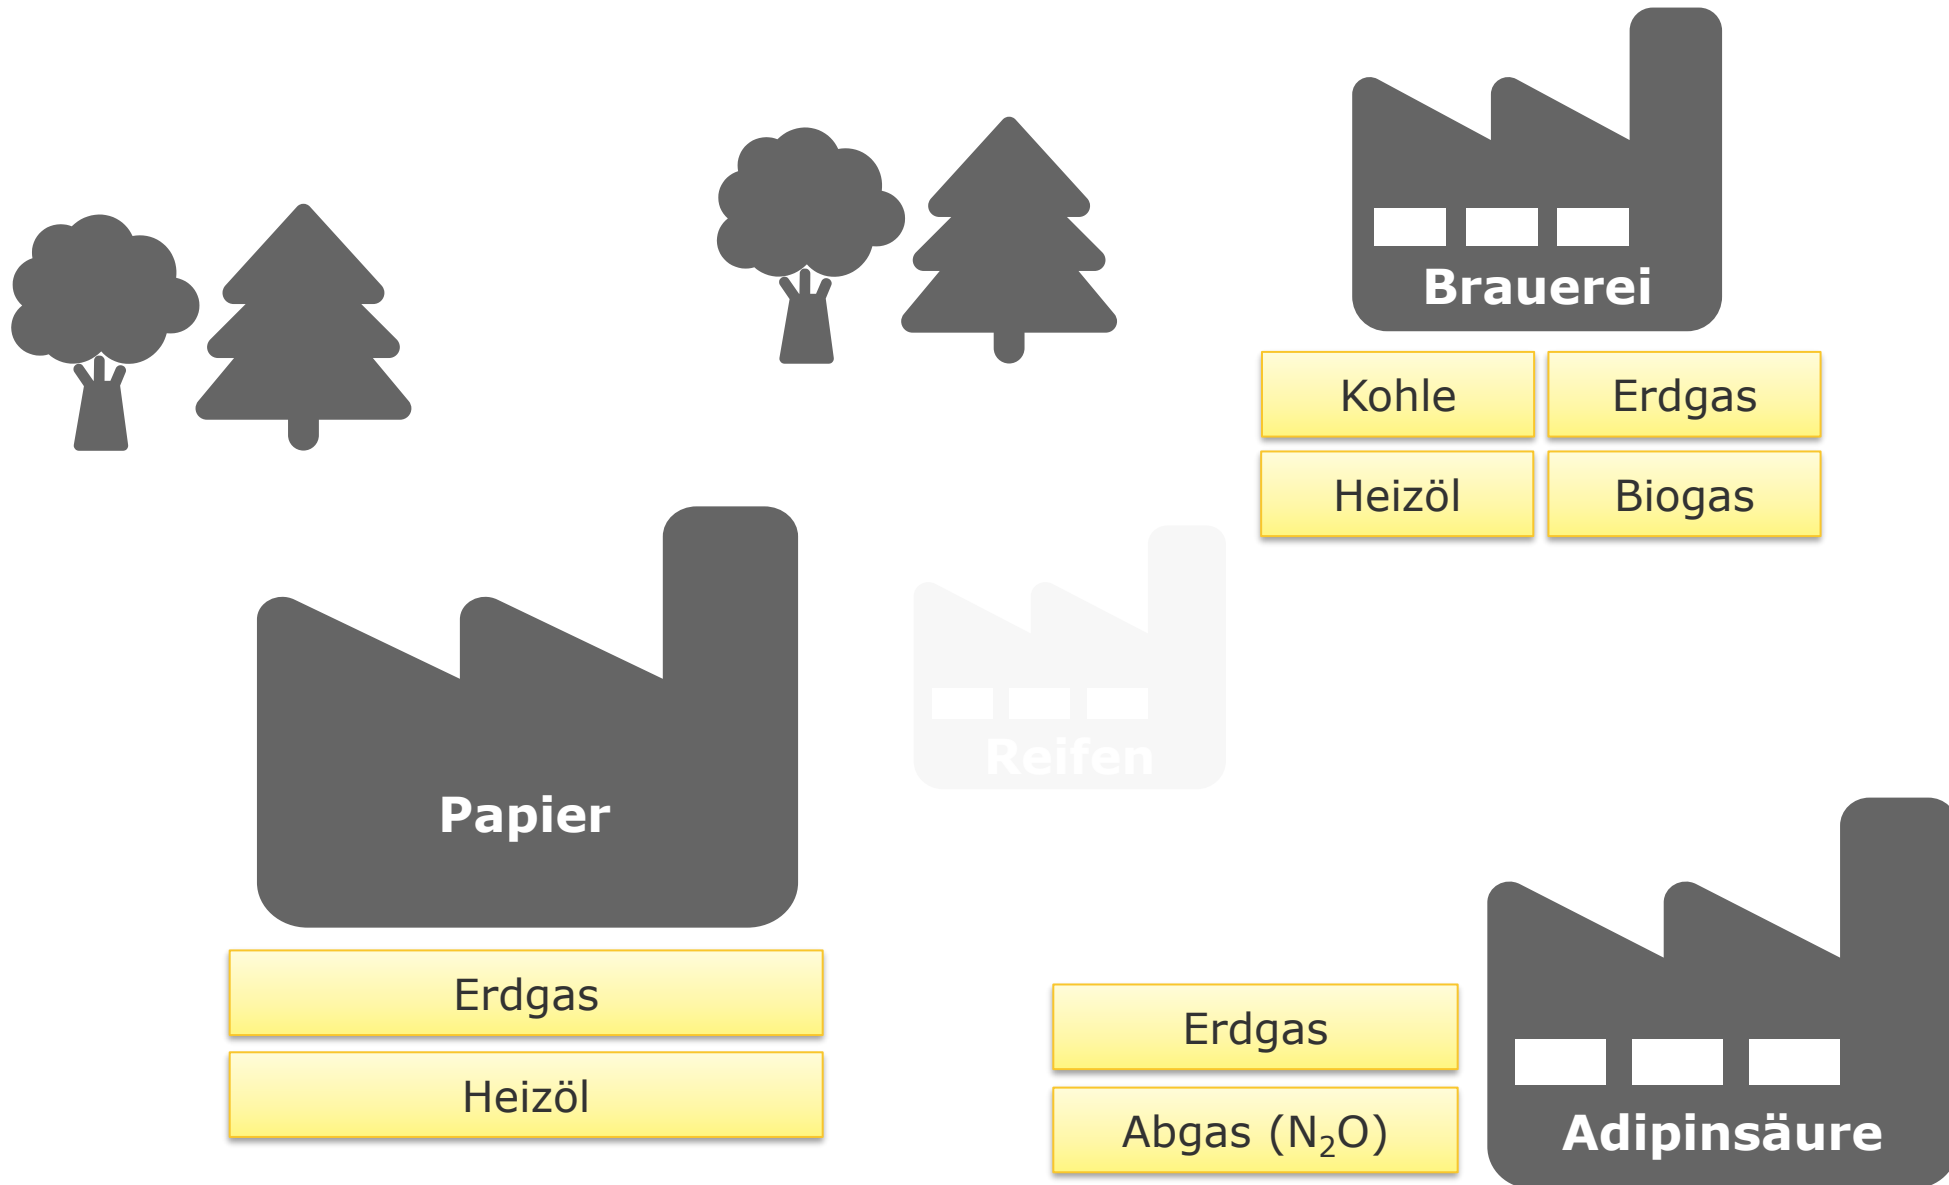 Brauerei
Kohle
Erdgas
Heizöl
Biogas
Reifen
Papier
Erdgas
Heizöl
Erdgas
Abgas (N₂O)
Adipinsäure